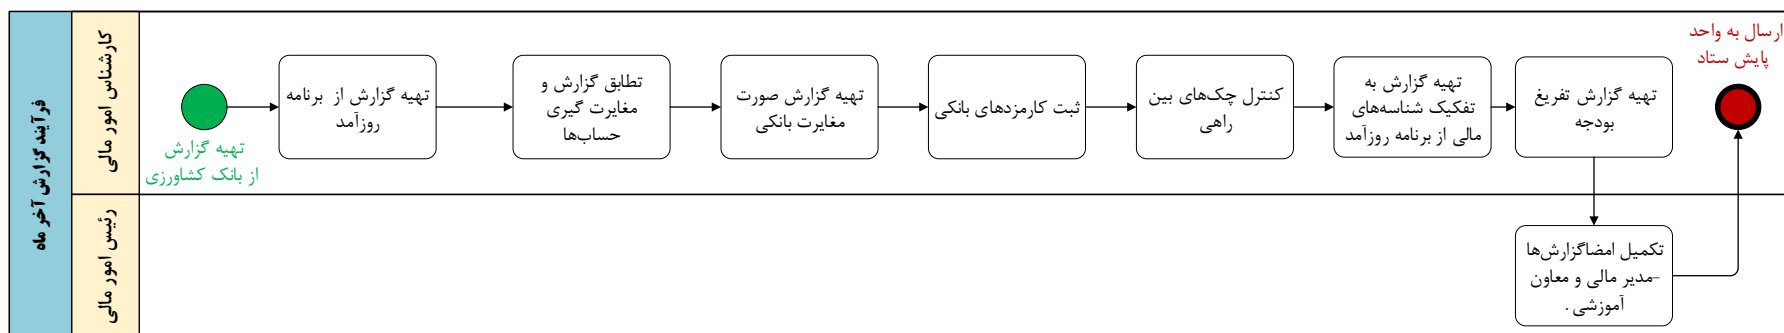 فرآیند گزارش آخر ماه
کارشناس امور مالی
رئیس امور مالی
تهیه گزارش
از بانک کشاورزی
تهیه گزارش از برنامه
روزآمد
تطابق گزارش و
مغایرت گیری
حساب‌ها
تهیه گزارش صورت
مغایرت بانکی
ثبت کارمزدهای بانکی
کنترل چک‌های بین
راهی
تهیه گزارش به
تفکیک شناسه‌های
مالی از برنامه روزآمد
تهیه گزارش تفریغ
بودجه
تکمیل امضاگزارش‌ها
-مدیر مالی و معاون
آموزشی .
ارسال به واحد
پایش ستاد